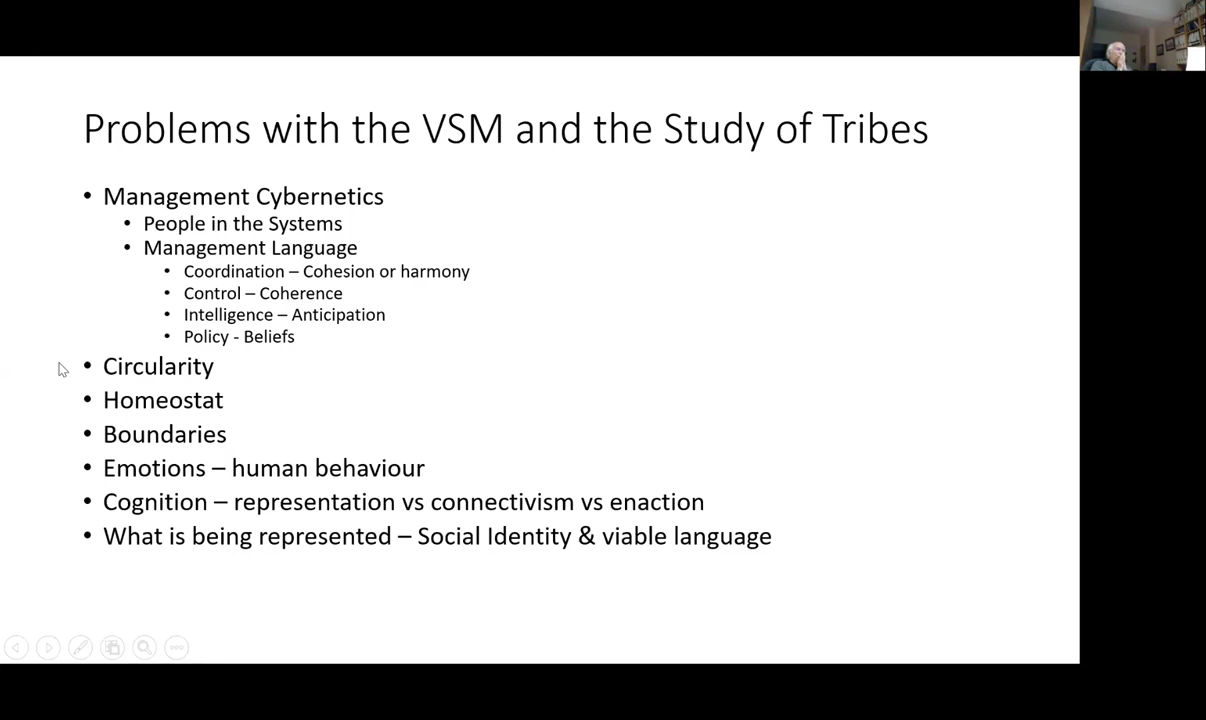 Problems with the VSM and the Study of Tribes
• Management Cybernetics
• People in the Systems
• Management Language
• Coordination – Cohesion or harmony
• Control – Coherence
• Intelligence – Anticipation
• Policy - Beliefs
• Circularity
• Homeostat
• Boundaries
• Emotions – human behaviour
• Cognition – representation vs connectivism vs enaction
• What is being represented – Social Identity & viable language